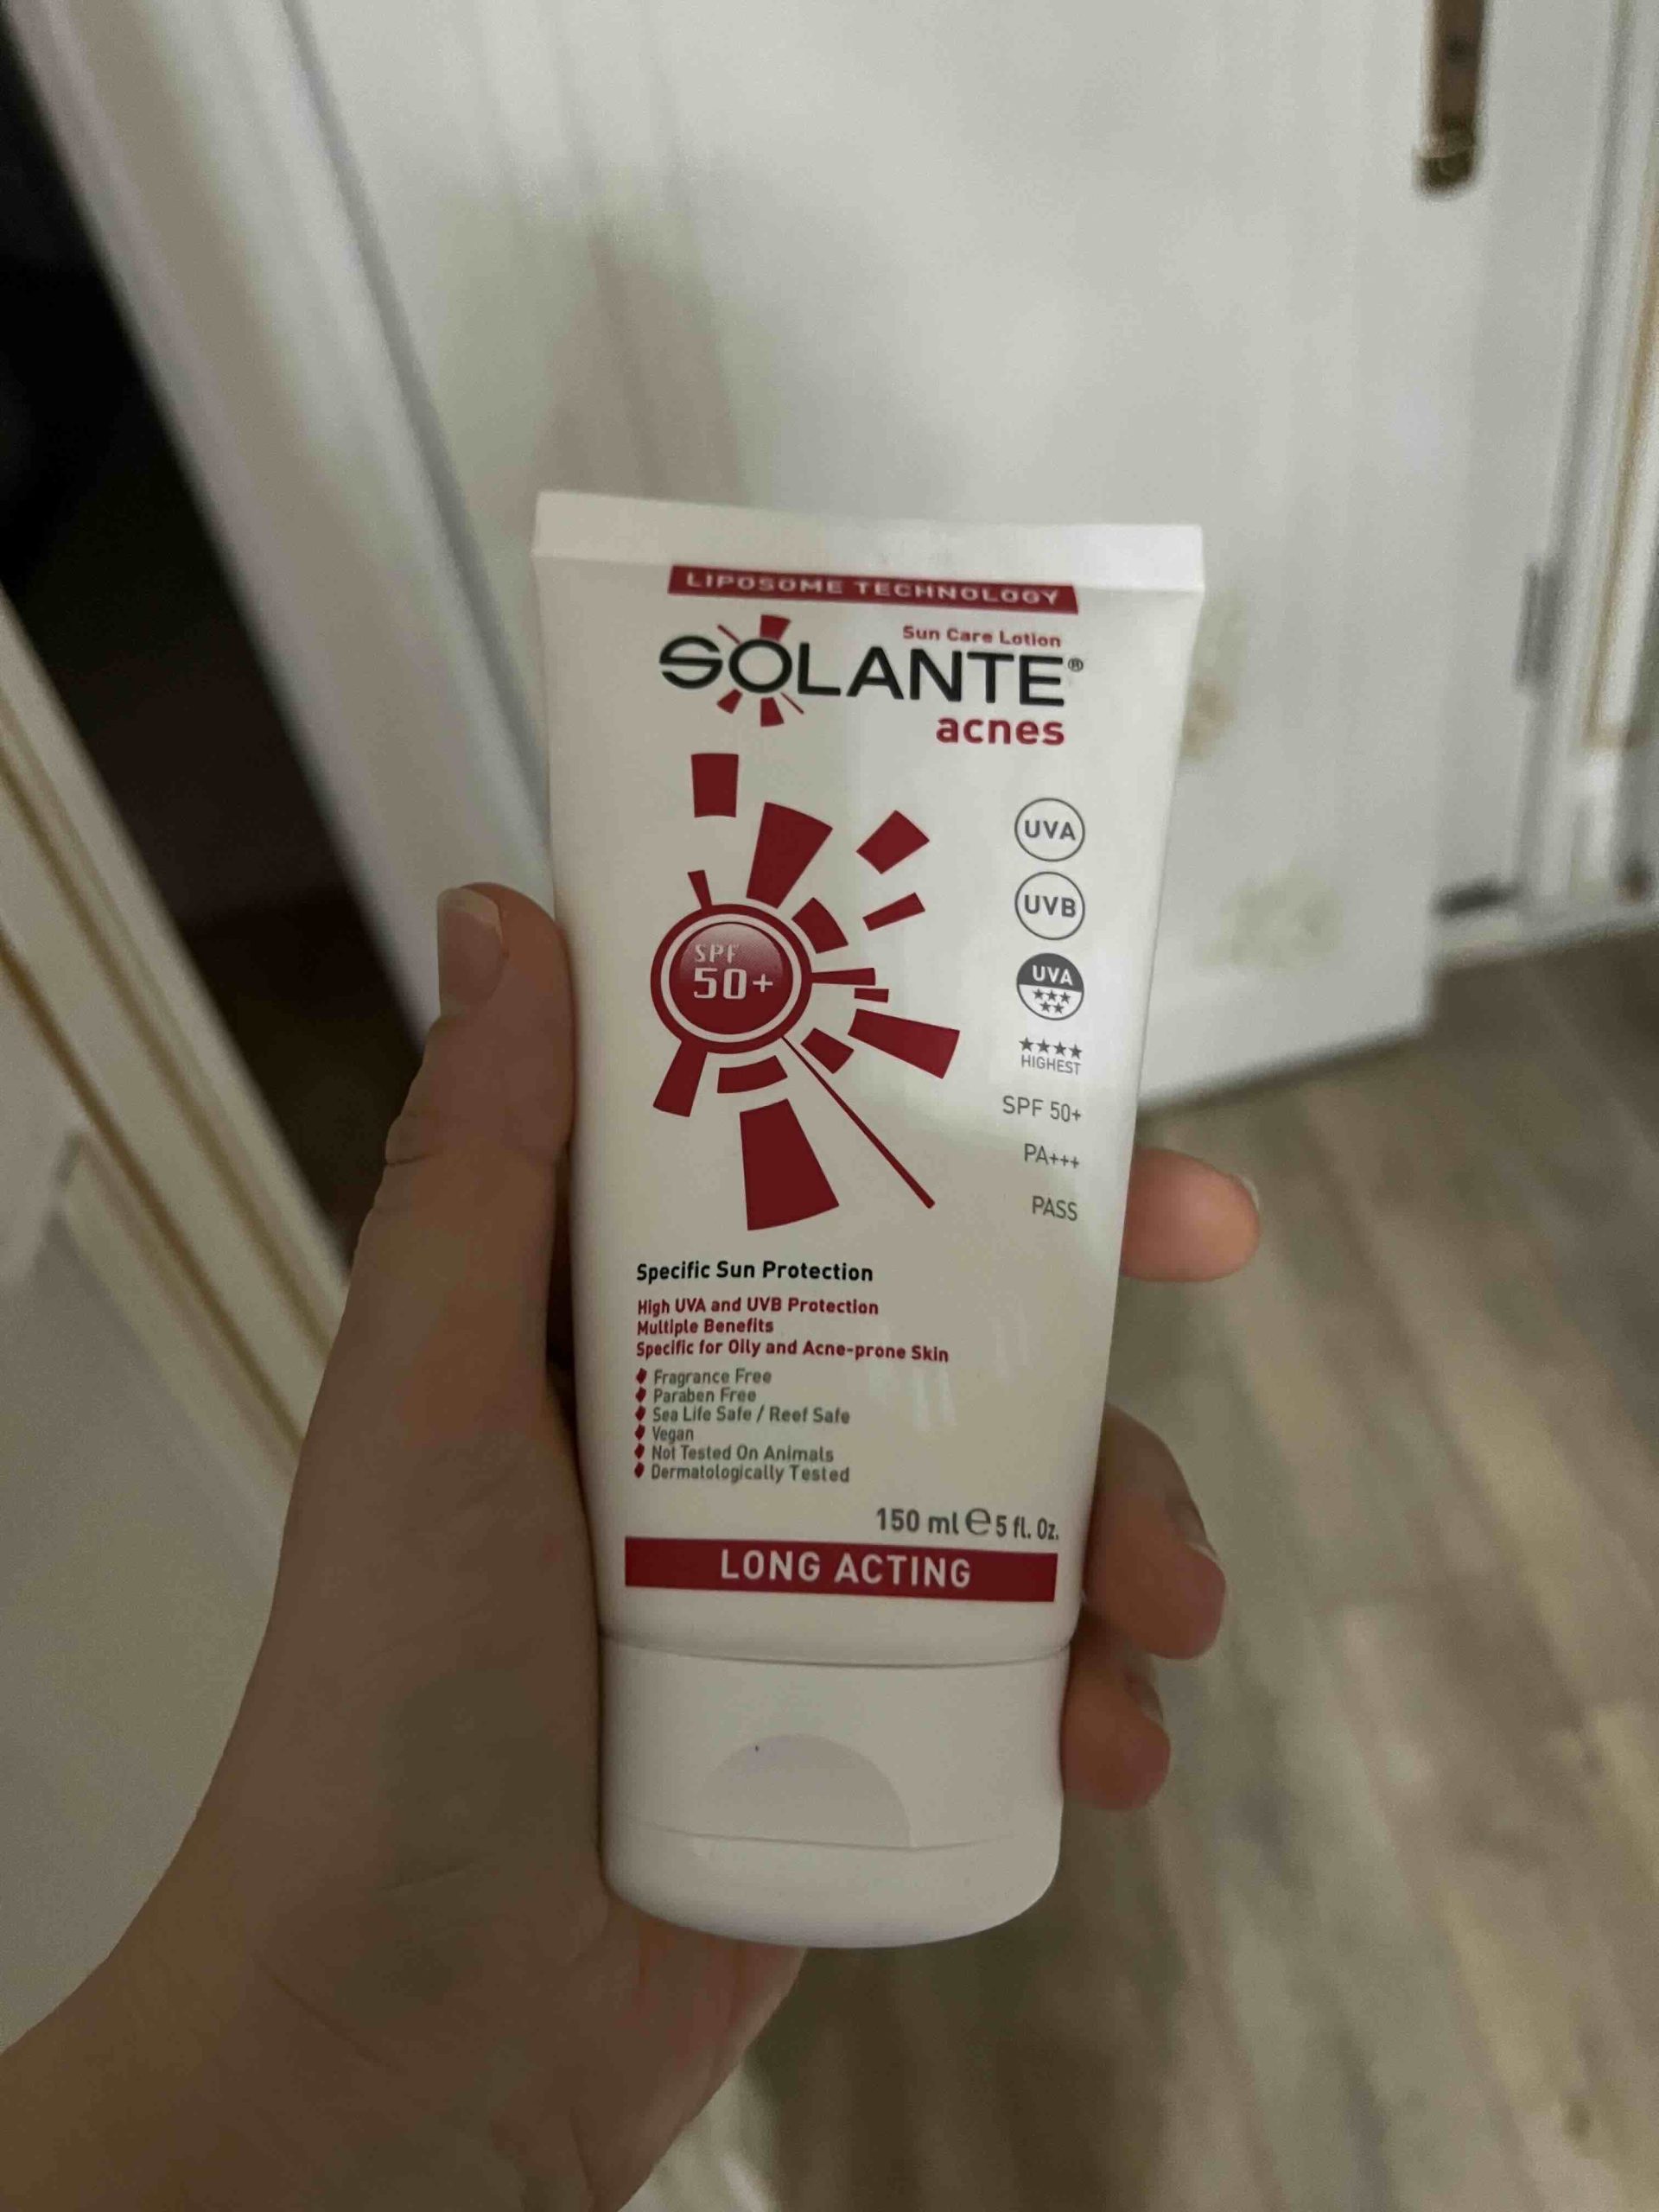 LIPOSOME TECHNOLOGY
Sun Care Lotion
SOLANTE®
acnes
UVA
UVB
SPF
50+
UVA
★★★
★★
★★★★
HIGHEST
SPF 50+
PA+++
PASS
Specific Sun Protection
High UVA and UVB Protection
Multiple Benefits
Specific for Oily and Acne-prone Skin
Fragrance Free
Paraben Free
Sea Life Safe / Reef Safe
Vegan
Not Tested On Animals
Dermatologically Tested
150 ml ℮ 5 fl. Oz.
LONG ACTING